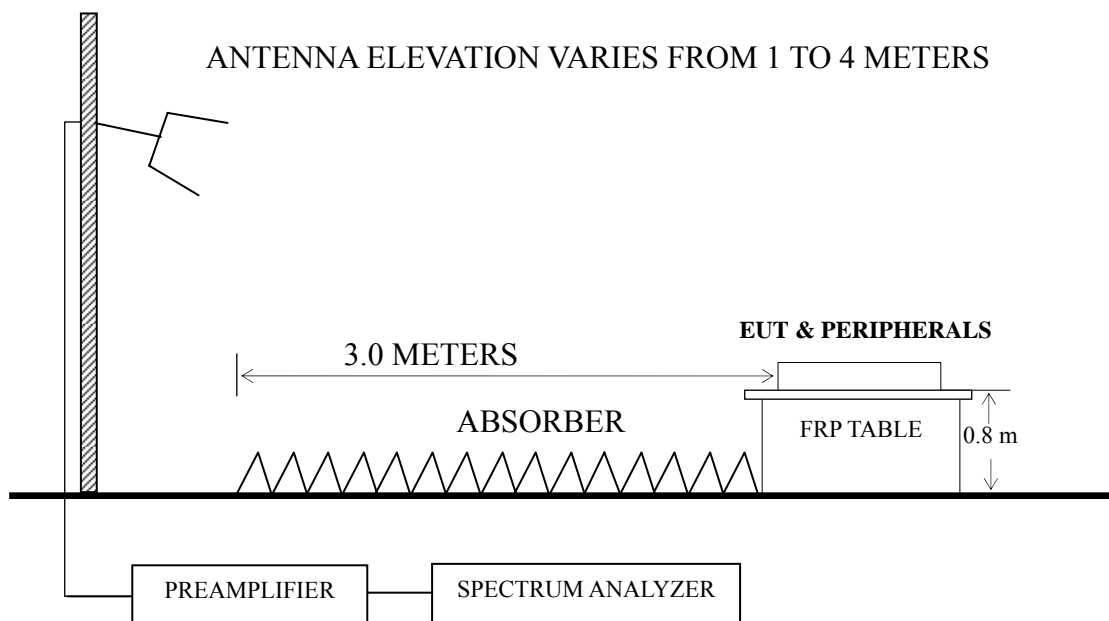 ANTENNA ELEVATION VARIES FROM 1 TO 4 METERS
EUT & PERIPHERALS
3.0 METERS
ABSORBER
FRP TABLE
0.8 m
PREAMPLIFIER
SPECTRUM ANALYZER